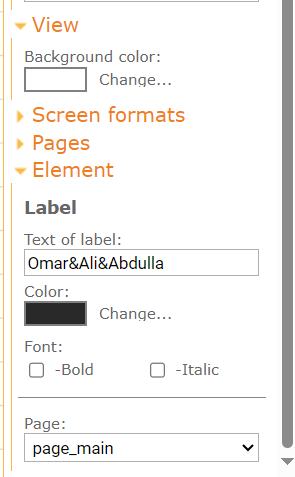 View
Background color:
Change...
Screen formats
Pages
Element
Label
Text of label:
Omar&Ali&Abdulla
Color:
Change...
Font:
-Bold -Italic
Page:
page_main